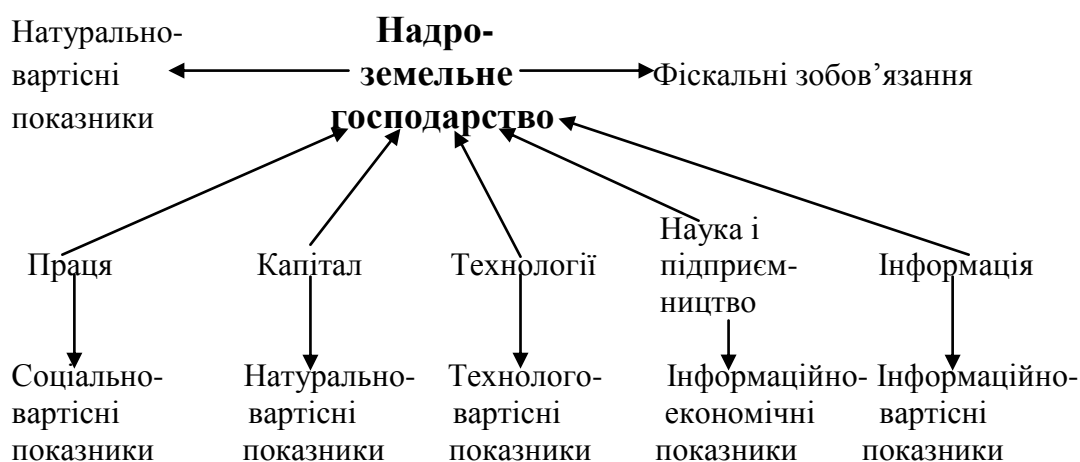 Натурально-
вартісні
показники
Надро-
земельне
господарство
Фіскальні зобов’язання
Праця
Капітал
Технології
Наука і
підприєм-
ництво
Інформація
Соціально-
вартісні
показники
Натурально-
вартісні
показники
Технолого-
вартісні
показники
Інформаційно-
економічні
показники
Інформаційно-
вартісні
показники